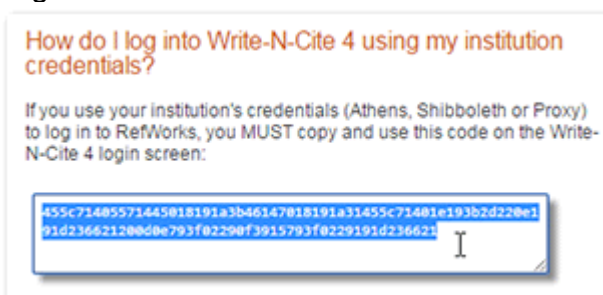 How do I log into Write-N-Cite 4 using my institution
credentials?
If you use your institution's credentials (Athens, Shibboleth or Proxy)
to log in to RefWorks, you MUST copy and use this code on the Write-
N-Cite 4 login screen:
455c71405571445018191a3b46147018191a31455c71401e193b2d220e1
91d236621200d0e793f02290f3915793f0229191d236621